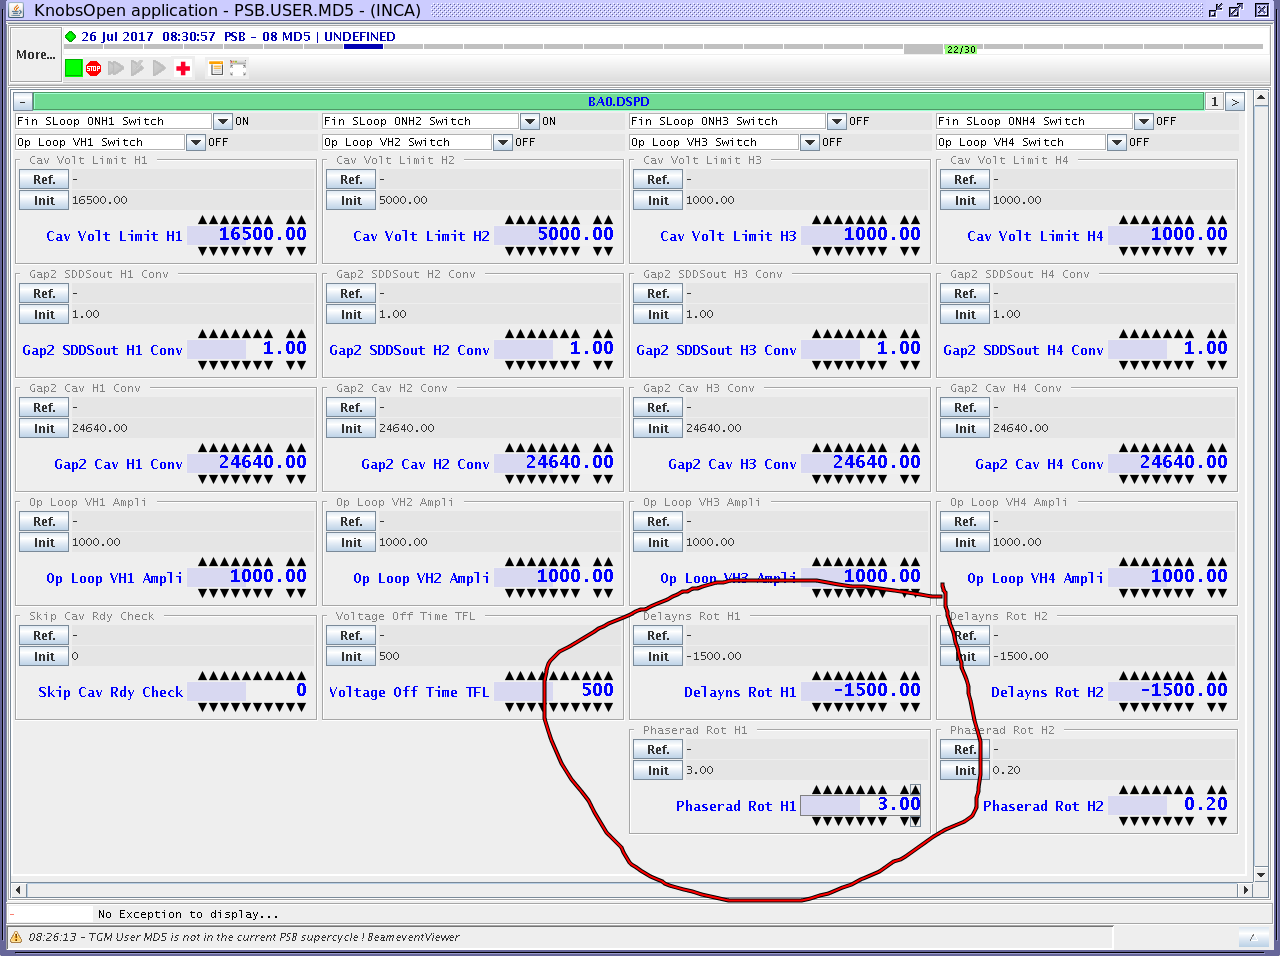 KnobsOpen application - PSB.USER.MD5 - (INCA)
More...
26 Jul 2017 08:30:57 PSB - 08 MD5 | UNDEFINED
22/30
STOP
- BA0.DSPD 1 >
Fin SLoop ONH1 Switch ON Fin SLoop ONH2 Switch ON Fin SLoop ONH3 Switch OFF Fin SLoop ONH4 Switch OFF
Op Loop VH1 Switch OFF Op Loop VH2 Switch OFF Op Loop VH3 Switch OFF Op Loop VH4 Switch OFF
Cav Volt Limit H1 Cav Volt Limit H2 Cav Volt Limit H3 Cav Volt Limit H4
Ref. - Ref. - Ref. - Ref. -
Init 16500.00 Init 5000.00 Init 1000.00 Init 1000.00
Cav Volt Limit H1 16500.00 Cav Volt Limit H2 5000.00 Cav Volt Limit H3 1000.00 Cav Volt Limit H4 1000.00
Gap2 SDDSout H1 Conv Gap2 SDDSout H2 Conv Gap2 SDDSout H3 Conv Gap2 SDDSout H4 Conv
Ref. - Ref. - Ref. - Ref. -
Init 1.00 Init 1.00 Init 1.00 Init 1.00
Gap2 SDDSout H1 Conv 1.00 Gap2 SDDSout H2 Conv 1.00 Gap2 SDDSout H3 Conv 1.00 Gap2 SDDSout H4 Conv 1.00
Gap2 Cav H1 Conv Gap2 Cav H2 Conv Gap2 Cav H3 Conv Gap2 Cav H4 Conv
Ref. - Ref. - Ref. - Ref. -
Init 24640.00 Init 24640.00 Init 24640.00 Init 24640.00
Gap2 Cav H1 Conv 24640.00 Gap2 Cav H2 Conv 24640.00 Gap2 Cav H3 Conv 24640.00 Gap2 Cav H4 Conv 24640.00
Op Loop VH1 Ampli Op Loop VH2 Ampli Op Loop VH3 Ampli Op Loop VH4 Ampli
Ref. - Ref. - Ref. - Ref. -
Init 1000.00 Init 1000.00 Init 1000.00 Init 1000.00
Op Loop VH1 Ampli 1000.00 Op Loop VH2 Ampli 1000.00 Op Loop VH3 Ampli 1000.00 Op Loop VH4 Ampli 1000.00
Skip Cav Rdy Check Voltage Off Time TFL Delayns Rot H1 Delayns Rot H2
Ref. - Ref. - Ref. - Ref. -
Init 0 Init 500 Init -1500.00 Init -1500.00
Skip Cav Rdy Check 0 Voltage Off Time TFL 500 Delayns Rot H1 -1500.00 Delayns Rot H2 -1500.00
Phaserad Rot H1 Phaserad Rot H2
Ref. - Ref. -
Init 3.00 Init 0.20
Phaserad Rot H1 3.00 Phaserad Rot H2 0.20
- No Exception to display...
08:26:13 - TGM User MD5 is not in the current PSB supercycle ! BeameventViewer